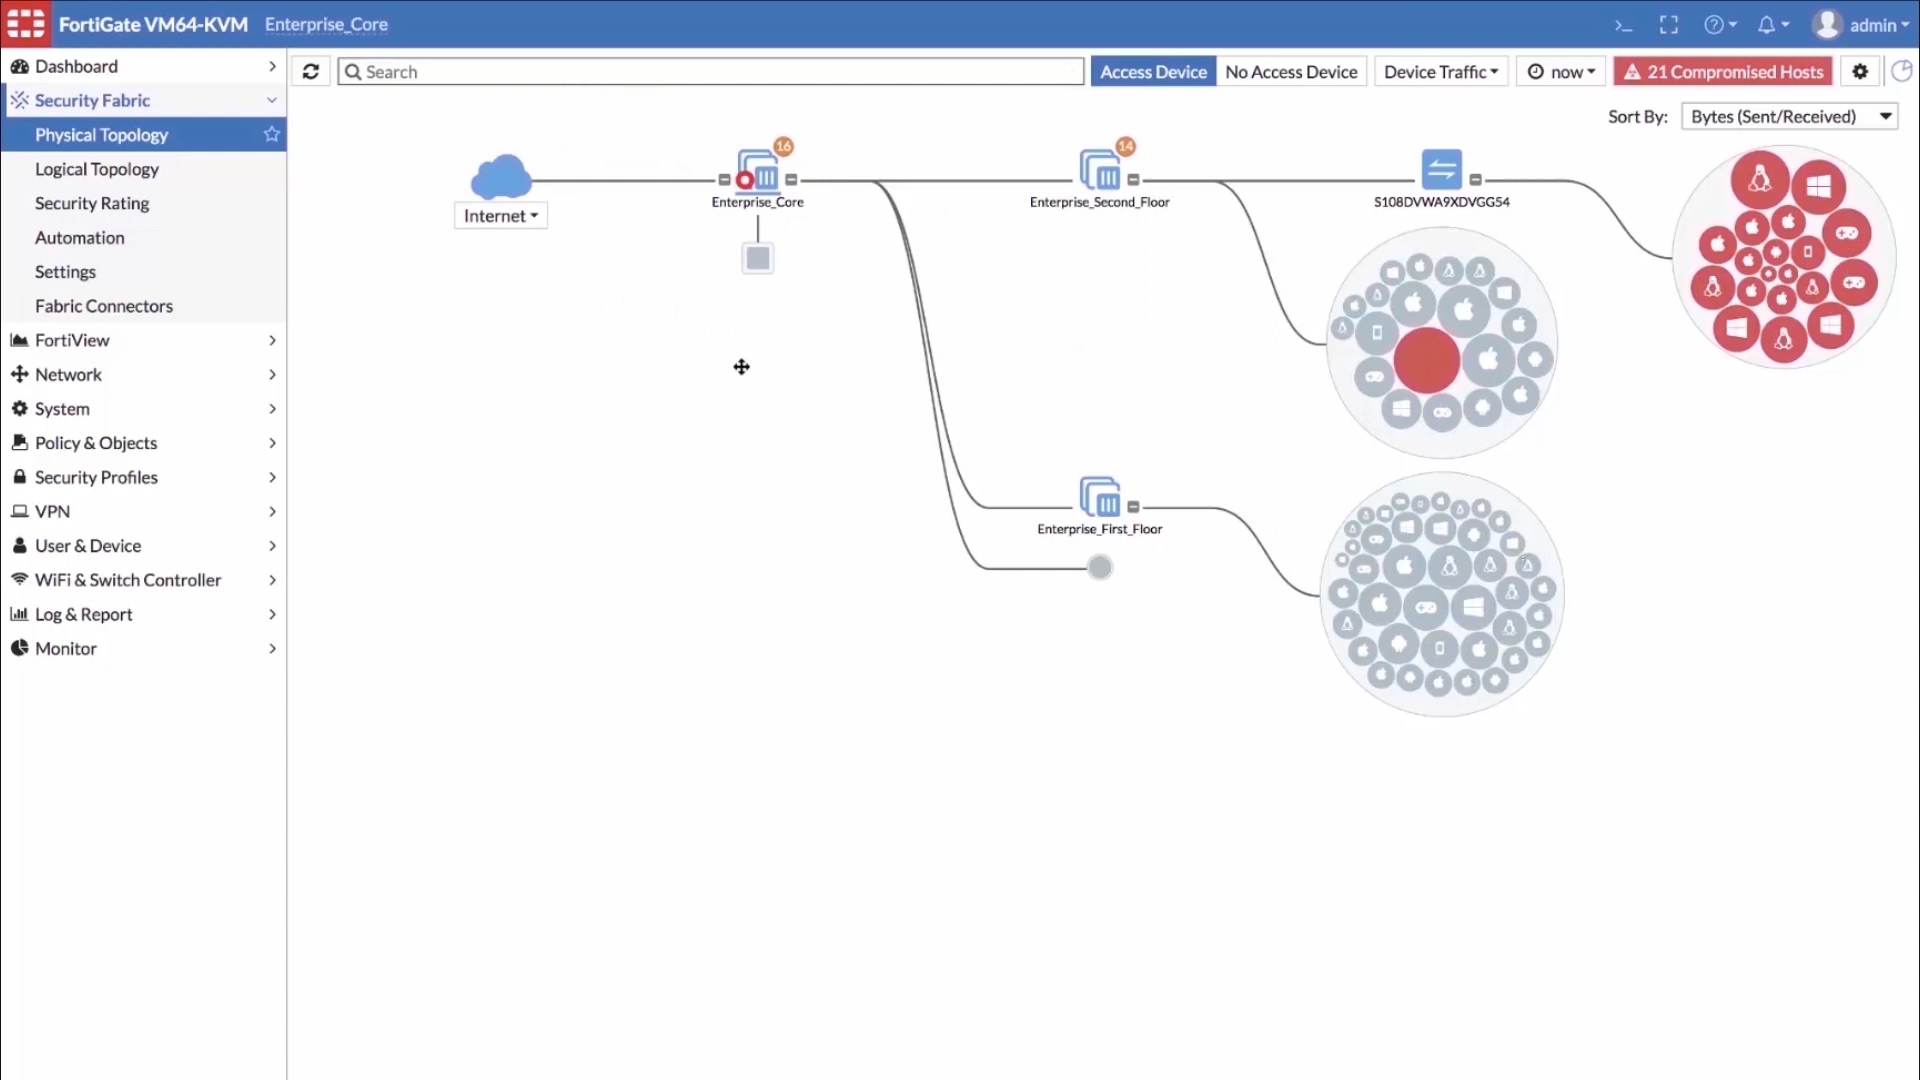 FortiGate VM64-KVM
Enterprise_Core
admin
Dashboard
Security Fabric
Physical Topology
Logical Topology
Security Rating
Automation
Settings
Fabric Connectors
FortiView
Network
System
Policy & Objects
Security Profiles
VPN
User & Device
WiFi & Switch Controller
Log & Report
Monitor
Search
Access Device
No Access Device
Device Traffic
now
21 Compromised Hosts
Sort By:
Bytes (Sent/Received)
Internet
16
Enterprise_Core
14
Enterprise_Second_Floor
S108DVWA9XDVGG54
Enterprise_First_Floor